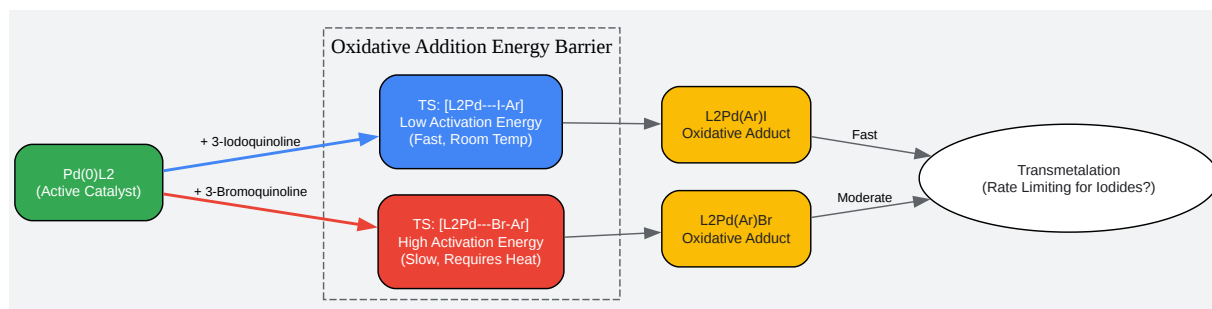 Oxidative Addition Energy Barrier
Pd(0)L2
(Active Catalyst)
+ 3-Iodoquinoline
+ 3-Bromoquinoline
TS: [L2Pd---I-Ar]
Low Activation Energy
(Fast, Room Temp)
TS: [L2Pd---Br-Ar]
High Activation Energy
(Slow, Requires Heat)
L2Pd(Ar)I
Oxidative Adduct
L2Pd(Ar)Br
Oxidative Adduct
Fast
Moderate
Transmetalation
(Rate Limiting for Iodides?)